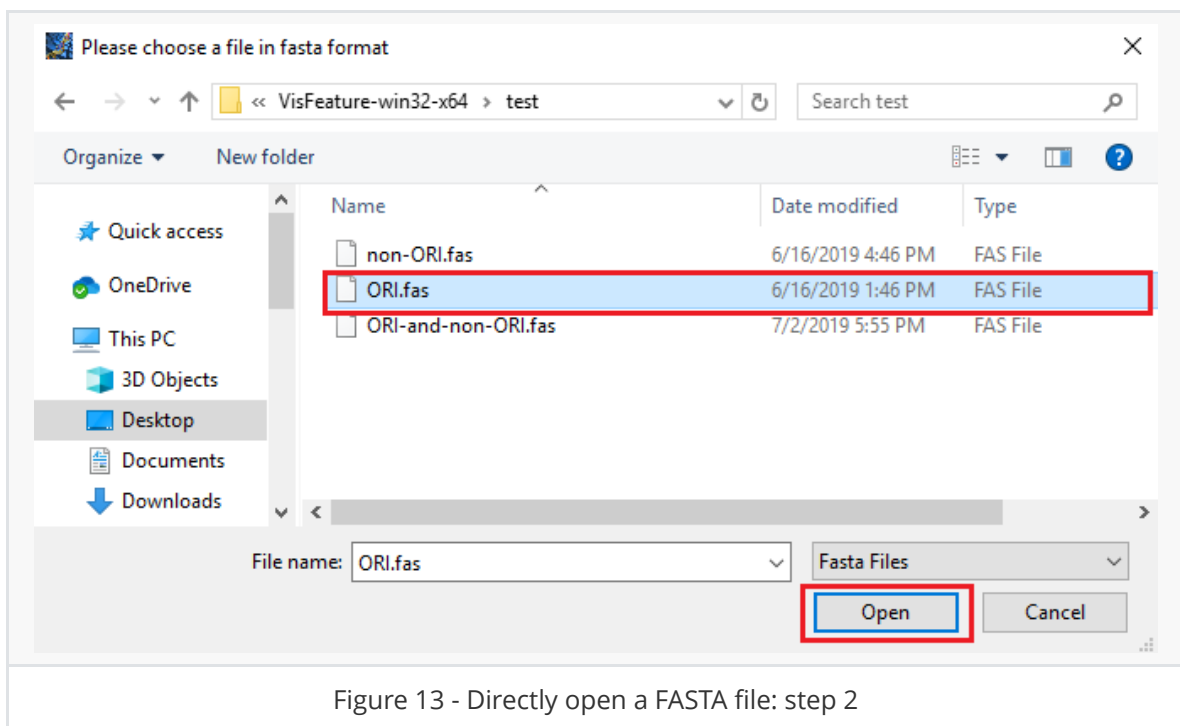 Please choose a file in fasta format
« VisFeature-win32-x64 > test
Search test
Organize
New folder
Name
Date modified
Type
Quick access
OneDrive
This PC
3D Objects
Desktop
Documents
Downloads
non-ORI.fas 6/16/2019 4:46 PM FAS File
ORI.fas 6/16/2019 1:46 PM FAS File
ORI-and-non-ORI.fas 7/2/2019 5:55 PM FAS File
File name: ORI.fas
Fasta Files
Open
Cancel
Figure 13 - Directly open a FASTA file: step 2